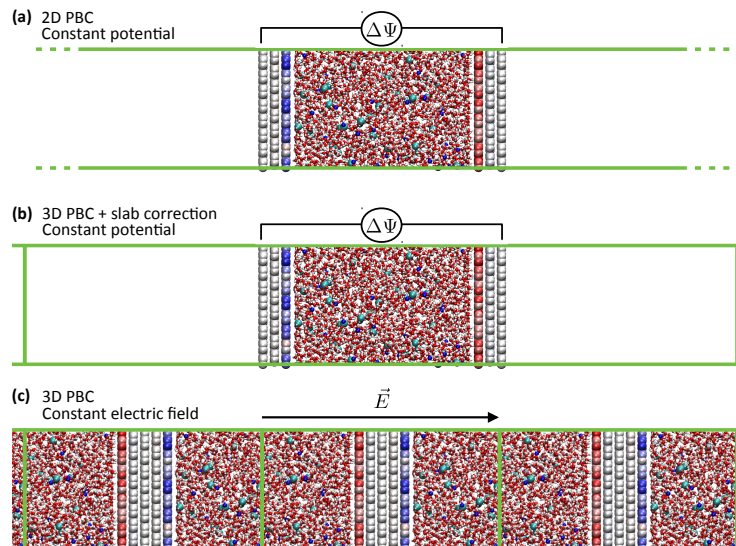 (a) 2D PBC
Constant potential
ΔΨ
(b) 3D PBC + slab correction
Constant potential
ΔΨ
(c) 3D PBC
Constant electric field
E⃗